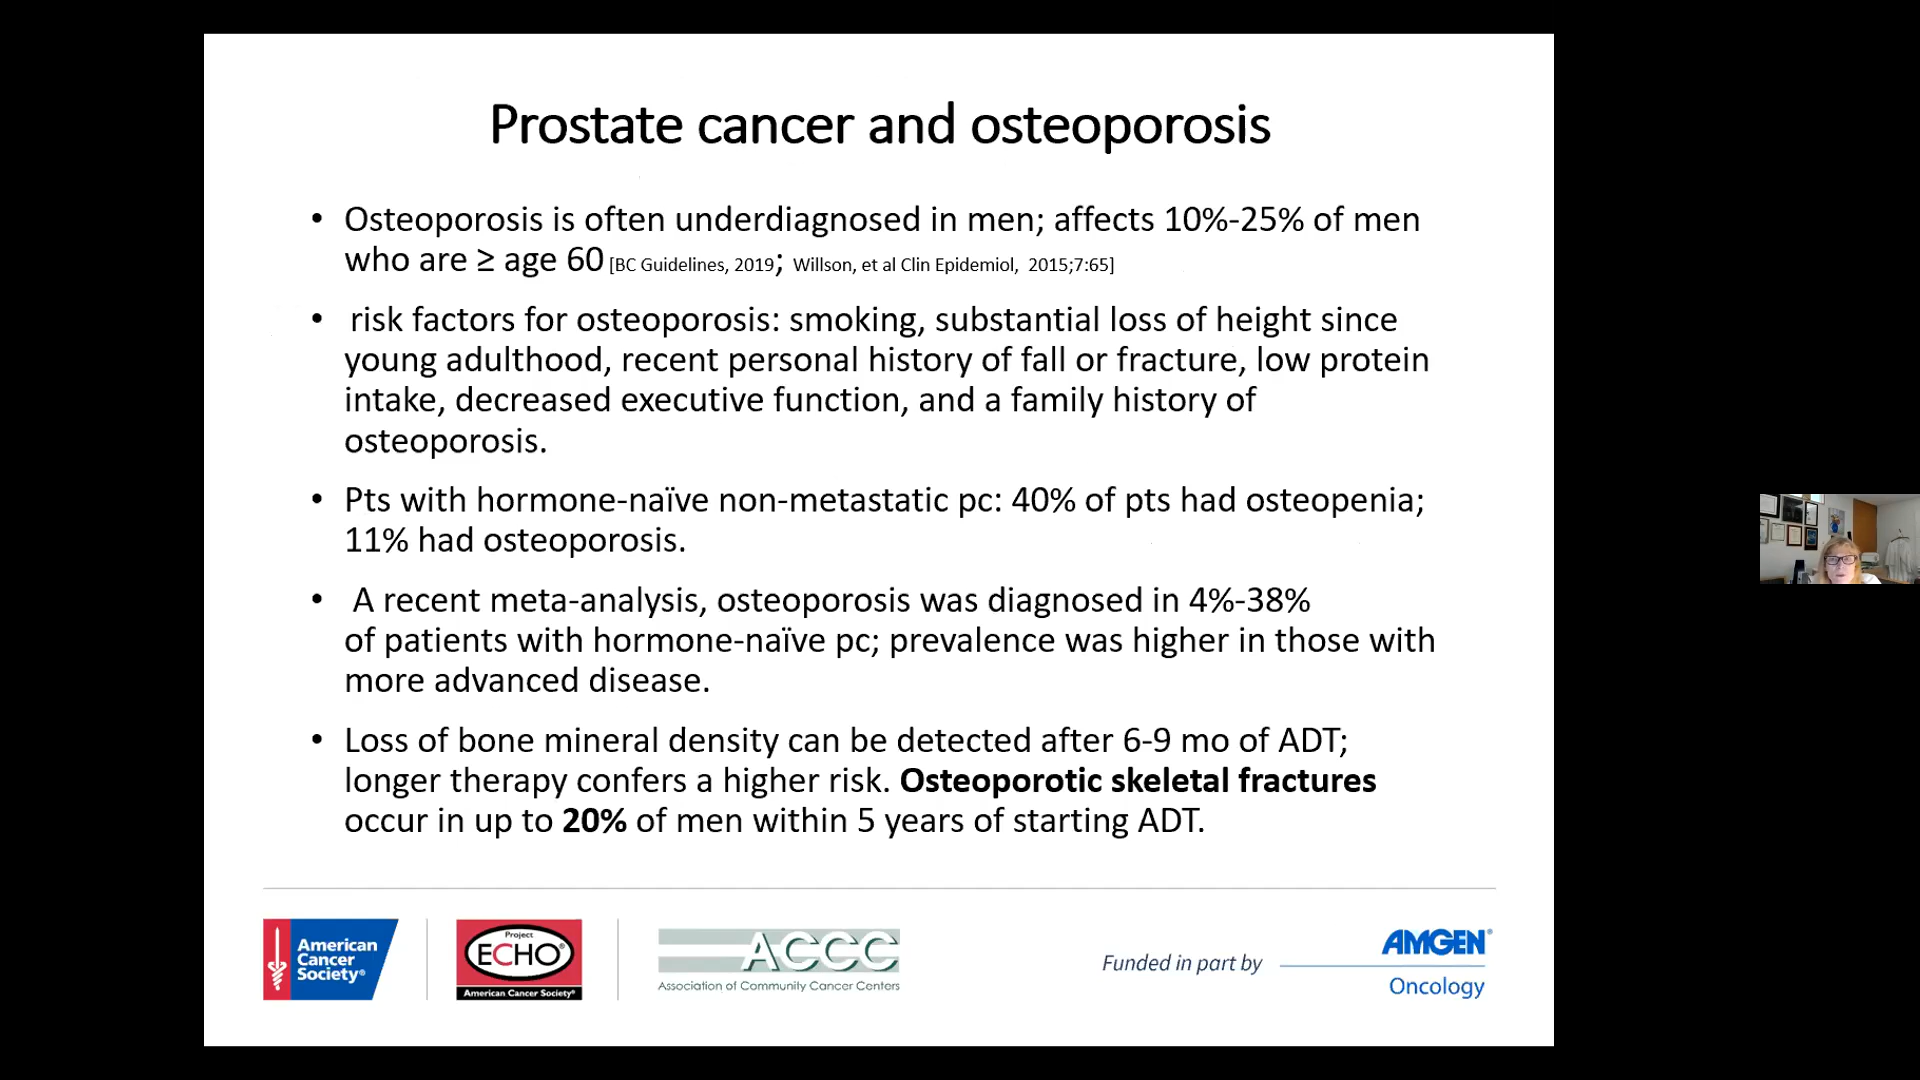 Prostate cancer and osteoporosis
• Osteoporosis is often underdiagnosed in men; affects 10%-25% of men
who are ≥ age 60 [BC Guidelines, 2019; Willson, et al Clin Epidemiol, 2015;7:65]
• risk factors for osteoporosis: smoking, substantial loss of height since
young adulthood, recent personal history of fall or fracture, low protein
intake, decreased executive function, and a family history of
osteoporosis.
• Pts with hormone-naïve non-metastatic pc: 40% of pts had osteopenia;
11% had osteoporosis.
• A recent meta-analysis, osteoporosis was diagnosed in 4%-38%
of patients with hormone-naïve pc; prevalence was higher in those with
more advanced disease.
• Loss of bone mineral density can be detected after 6-9 mo of ADT;
longer therapy confers a higher risk. Osteoporotic skeletal fractures
occur in up to 20% of men within 5 years of starting ADT.
American
Cancer
Society®
Project
ECHO®
American Cancer Society®
ACCC
Association of Community Cancer Centers
Funded in part by
AMGEN®
Oncology